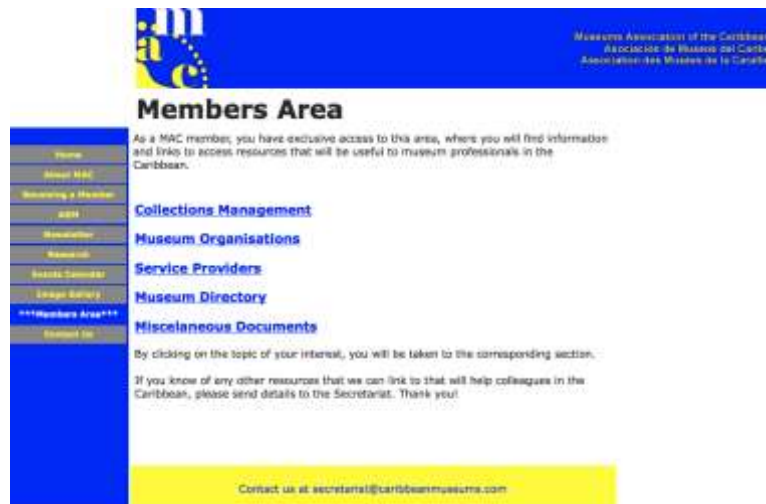 mac
Museums Association of the Caribbean
Asociación de Museos del Caribe
Association des Musées de la Caraïbe
Members Area
As a MAC member, you have exclusive access to this area, where you will find information
and links to access resources that will be useful to museum professionals in the
Caribbean.
Home
About MAC
Becoming a Member
AGM
Newsletter
Research
Events Calendar
Image Gallery
***Members Area***
Contact Us
Collections Management
Museum Organisations
Service Providers
Museum Directory
Miscelaneous Documents
By clicking on the topic of your interest, you will be taken to the corresponding section.
If you know of any other resources that we can link to that will help colleagues in the
Caribbean, please send details to the Secretariat. Thank you!
Contact us at secretariat@caribbeanmuseums.com